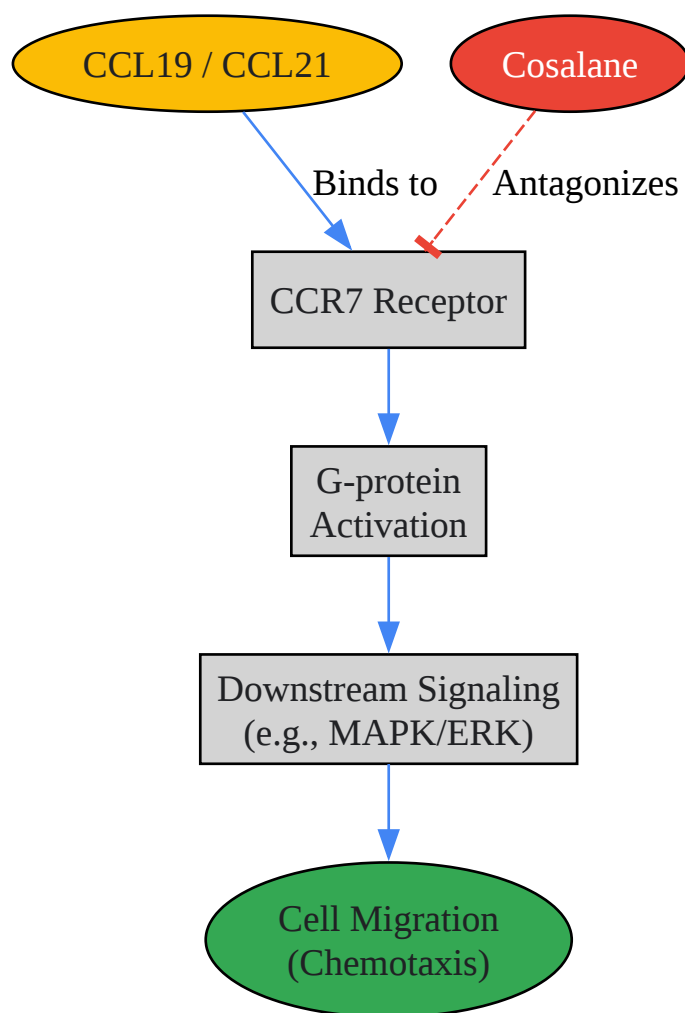 CCL19 / CCL21
Cosalane
Binds to
Antagonizes
CCR7 Receptor
G-protein
Activation
Downstream Signaling
(e.g., MAPK/ERK)
Cell Migration
(Chemotaxis)